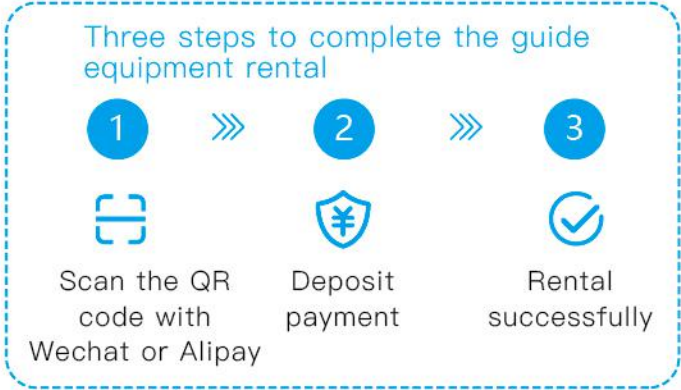 Three steps to complete the guide
equipment rental
1
2
3
¥
Scan the QR
code with
Wechat or Alipay
Deposit
payment
Rental
successfully